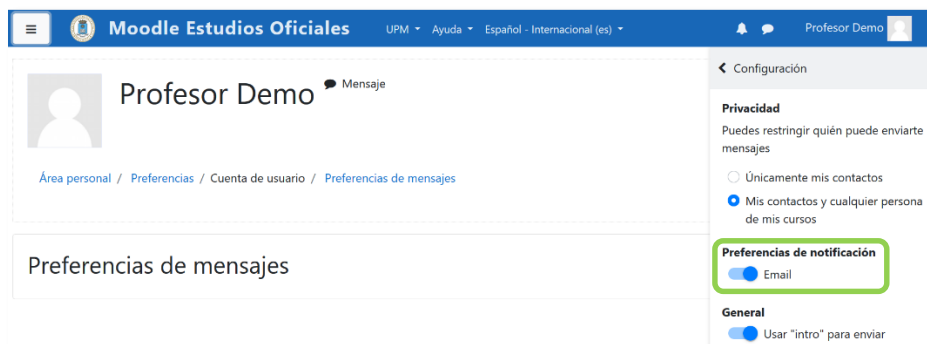 Moodle Estudios Oficiales UPM Ayuda Español - Internacional (es) Profesor Demo
Profesor Demo Mensaje
Área personal / Preferencias / Cuenta de usuario / Preferencias de mensajes
Preferencias de mensajes
Configuración
Privacidad
Puedes restringir quién puede enviarte
mensajes
Únicamente mis contactos
Mis contactos y cualquier persona
de mis cursos
Preferencias de notificación
Email
General
Usar "intro" para enviar